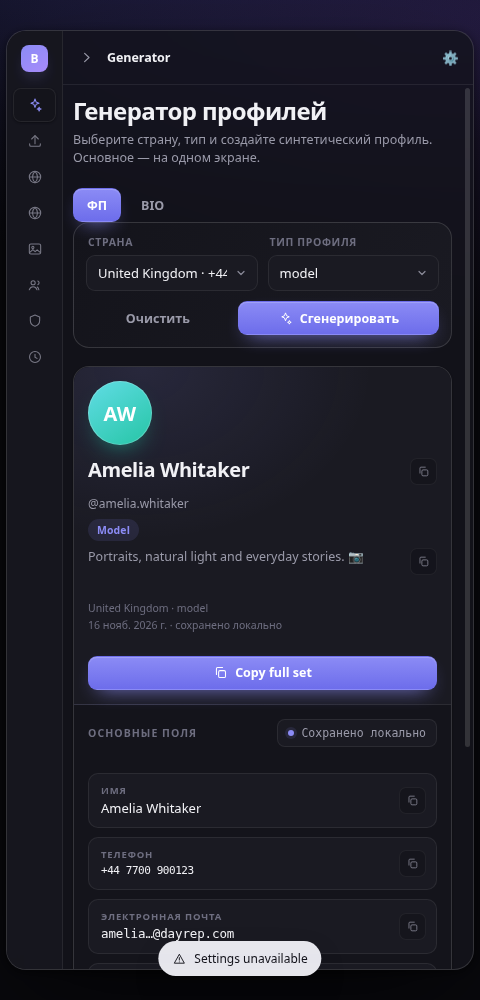 B
Generator
Генератор профилей
Выберите страну, тип и создайте синтетический профиль.
Основное — на одном экране.
ФП
BIO
СТРАНА
ТИП ПРОФИЛЯ
United Kingdom · +44
model
Очистить
Сгенерировать
AW
Amelia Whitaker
@amelia.whitaker
Model
Portraits, natural light and everyday stories. 📷
United Kingdom · model
16 нояб. 2026 г. · сохранено локально
Copy full set
ОСНОВНЫЕ ПОЛЯ
Сохранено локально
ИМЯ
Amelia Whitaker
ТЕЛЕФОН
+44 7700 900123
ЭЛЕКТРОННАЯ ПОЧТА
amelia…@dayrep.com
Settings unavailable